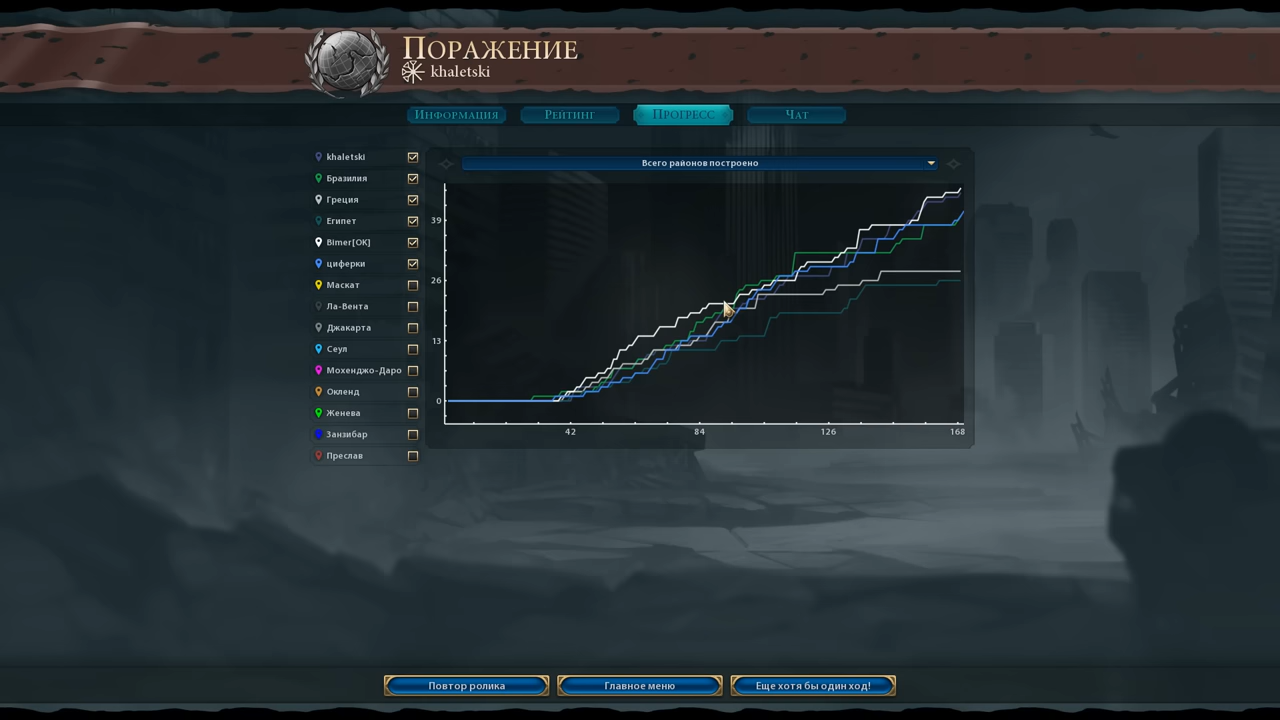 Поражение
khaletski
Информация
Рейтинг
Прогресс
Чат
khaletski
Бразилия
Греция
Египет
Bimer[OK]
циферки
Маскат
Ла-Вента
Джакарта
Сеул
Мохенджо-Даро
Окленд
Женева
Занзибар
Преслав
Всего районов построено
39
26
13
0
42
84
126
168
Повтор ролика
Главное меню
Еще хотя бы один ход!